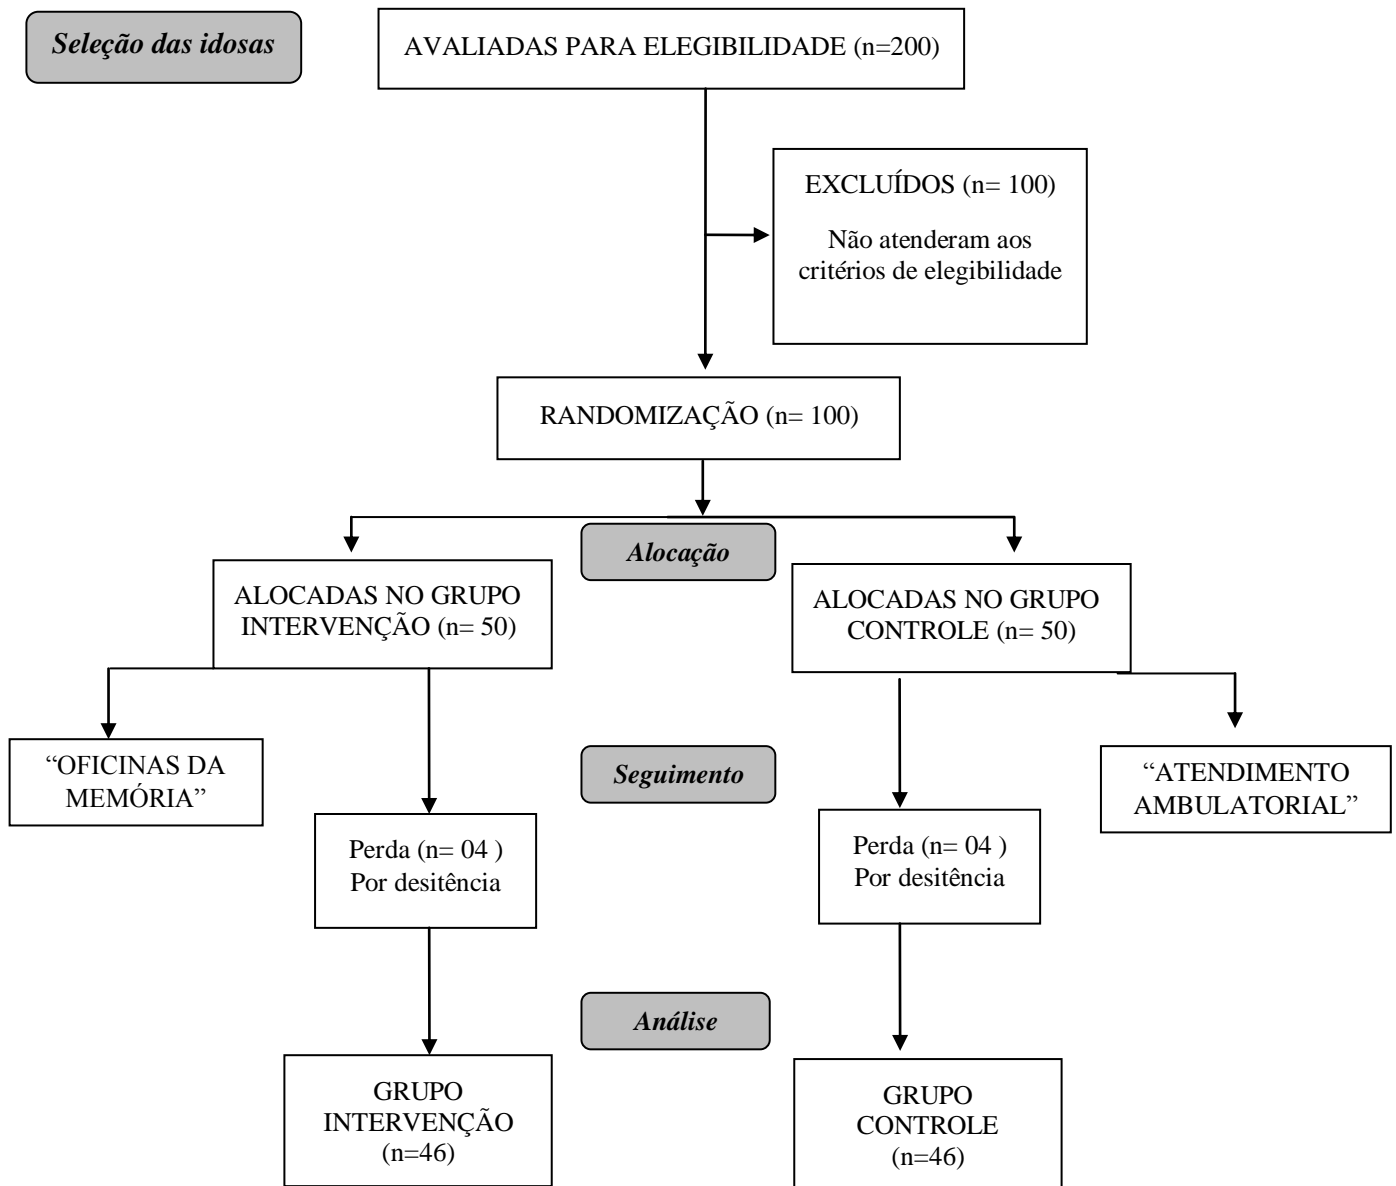 Seleção das idosas
AVALIADAS PARA ELEGIBILIDADE (n=200)
EXCLUÍDOS (n= 100)
Não atenderam aos
critérios de elegibilidade
RANDOMIZAÇÃO (n= 100)
Alocação
ALOCADAS NO GRUPO
INTERVENÇÃO (n= 50)
ALOCADAS NO GRUPO
CONTROLE (n= 50)
“OFICINAS DA
MEMÓRIA”
Seguimento
“ATENDIMENTO
AMBULATORIAL”
Perda (n= 04 )
Por desitência
Perda (n= 04 )
Por desitência
Análise
GRUPO
INTERVENÇÃO
(n=46)
GRUPO
CONTROLE
(n=46)